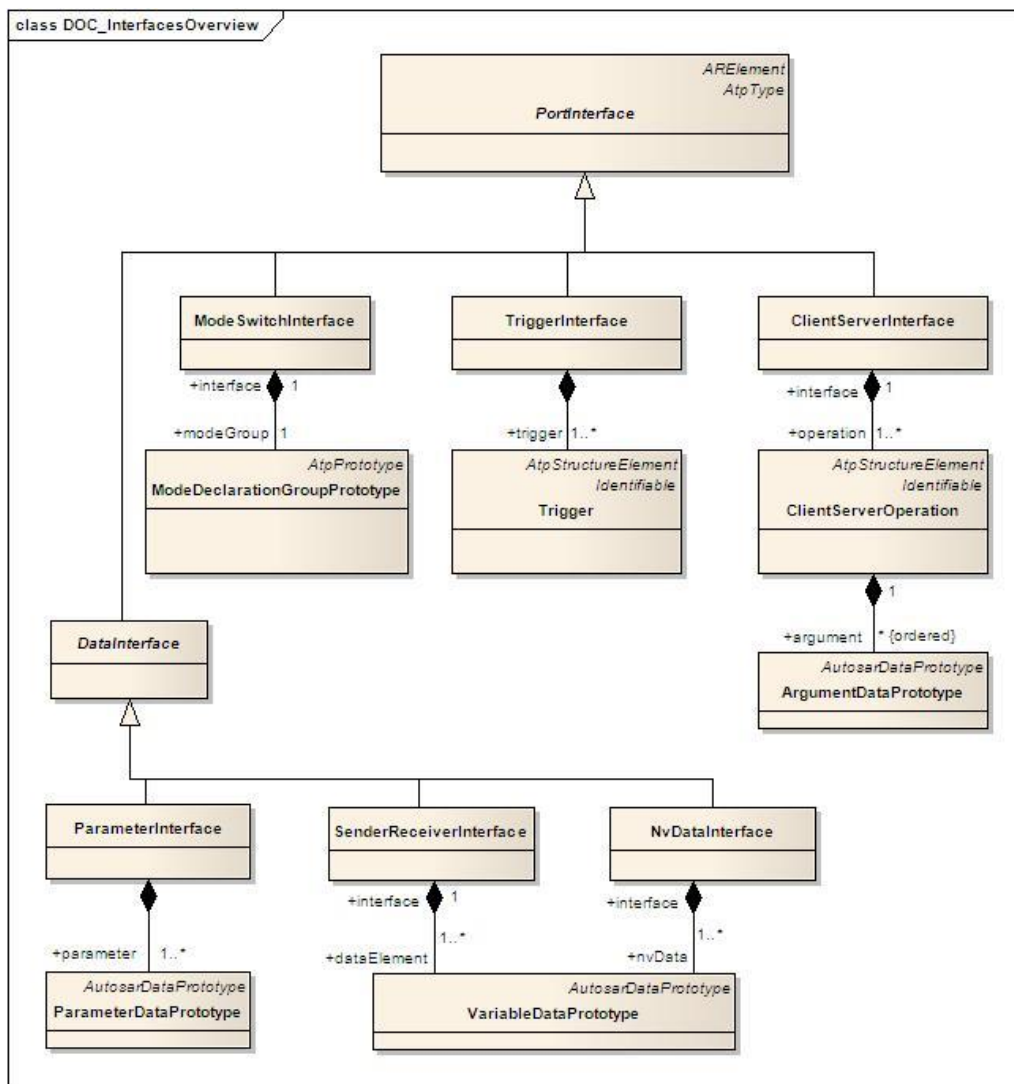 class DOC_InterfacesOverview
ARElement
AtpType
PortInterface
ModeSwitchInterface
TriggerInterface
ClientServerInterface
+interface 1
+interface 1
+modeGroup 1
+trigger 1..*
+operation 1..*
AtpPrototype
ModeDeclarationGroupPrototype
AtpStructureElement
Identifiable
Trigger
AtpStructureElement
Identifiable
ClientServerOperation
1
DataInterface
+argument * {ordered}
AutosarDataPrototype
ArgumentDataPrototype
ParameterInterface
SenderReceiverInterface
NvDataInterface
+interface 1
+interface
+parameter 1..*
1..*
+dataElement
1..*
+nvData
AutosarDataPrototype
ParameterDataPrototype
AutosarDataPrototype
VariableDataPrototype